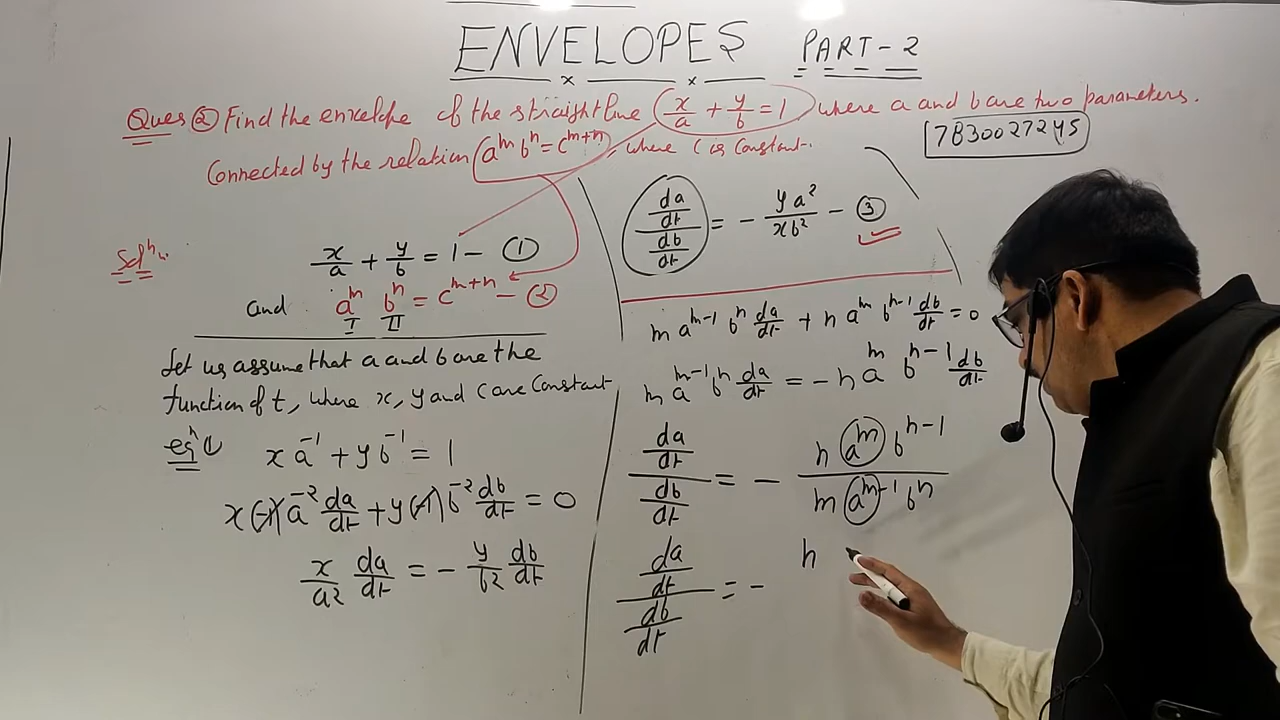 ENVELOPES PART-2
Ques ② Find the envelope of the straight line x/a + y/b = 1 where a and b are two parameters.
Connected by the relation a^m b^n = c^{m+n}, where C is Constant.
7830027245
Sol^n.
x/a + y/b = 1 - ①
and a^m b^n = c^{m+n} - ②
I II
Let us assume that a and b are the
function of t, where x, y and c are Constant
eq^n ① x a^{-1} + y b^{-1} = 1
x(-1)a^{-2} da/dt + y(-1)b^{-2} db/dt = 0
x/a² da/dt = - y/b² db/dt
(da/dt)/(db/dt) = - y a²/x b² - ③
m a^{m-1} b^n da/dt + n a^m b^{n-1} db/dt = 0
m a^{m-1} b^n da/dt = - n a^m b^{n-1} db/dt
(da/dt)/(db/dt) = - n a^m b^{n-1}/m a^{m-1} b^n
(da/dt)/(db/dt) = - n